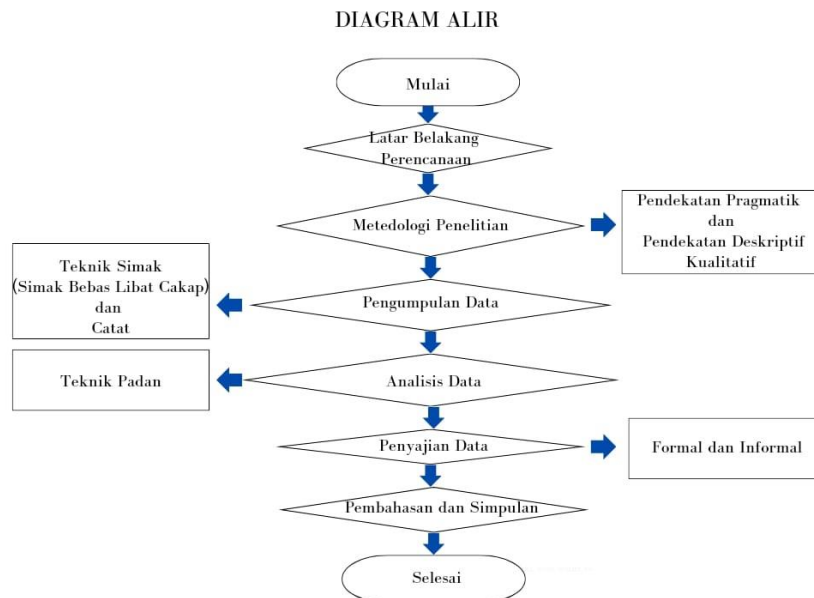 DIAGRAM ALIR
Mulai
Latar Belakang
Perencanaan
Metedologi Penelitian
Pendekatan Pragmatik
dan
Pendekatan Deskriptif
Kualitatif
Teknik Simak
(Simak Bebas Libat Cakap)
dan
Catat
Pengumpulan Data
Teknik Padan
Analisis Data
Penyajian Data
Formal dan Informal
Pembahasan dan Simpulan
Selesai